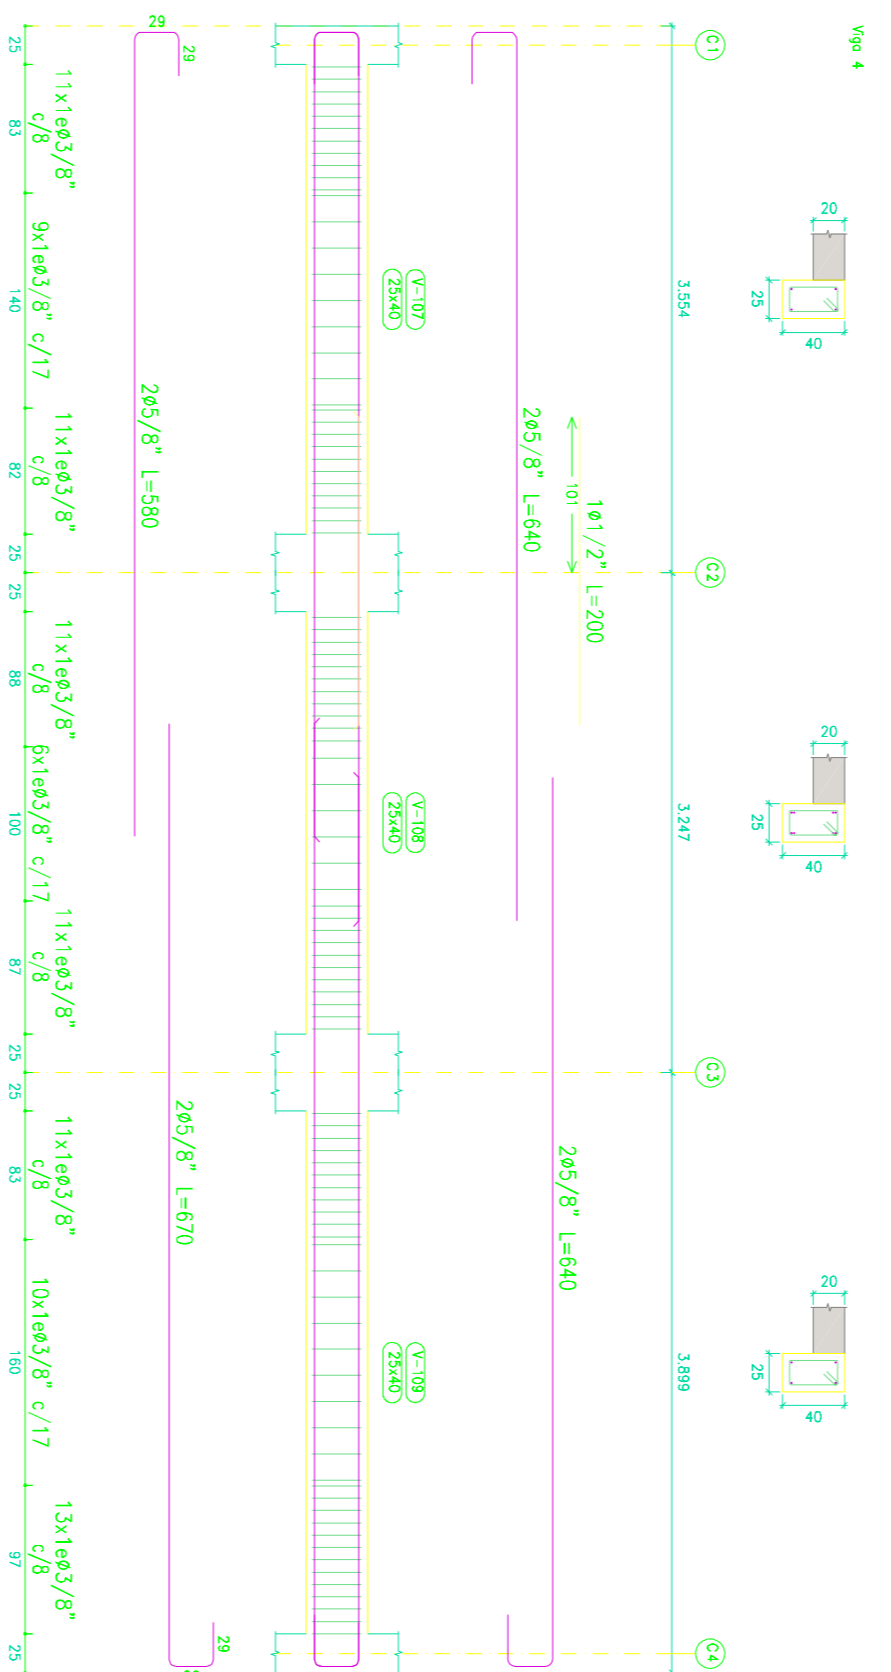 Viga 4
20
25
40
20
25
40
20
25
40
C1
C2
C3
C4
3.554
3.247
3.899
1ø1/2" L=200
101
2ø5/8" L=640
2ø5/8" L=640
V-107
25x40
V-108
25x40
V-109
25x40
29
29
2ø5/8" L=580
2ø5/8" L=670
29
11x1eø3/8"
c/8
9x1eø3/8" c/17
11x1eø3/8"
c/8
11x1eø3/8"
c/8
6x1eø3/8" c/17
11x1eø3/8"
c/8
11x1eø3/8"
c/8
10x1eø3/8" c/17
13x1eø3/8"
c/8
25
83
140
82
25
25
88
100
87
25
25
83
160
97
25